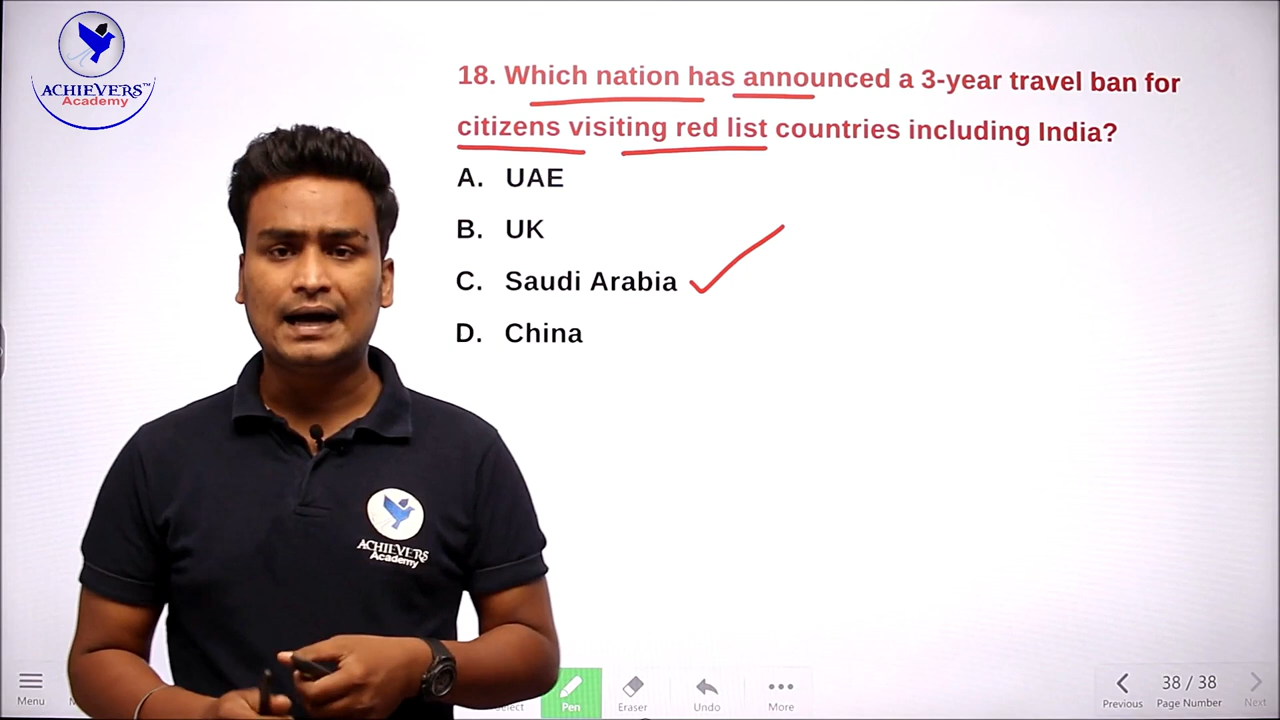 ACHIEVERS™
Academy
18. Which nation has announced a 3-year travel ban for
citizens visiting red list countries including India?
A. UAE
B. UK
C. Saudi Arabia
D. China
ACHIEVERS
Academy
Menu
Pen
Eraser
Undo
More
Previous
38 / 38
Page Number
Next